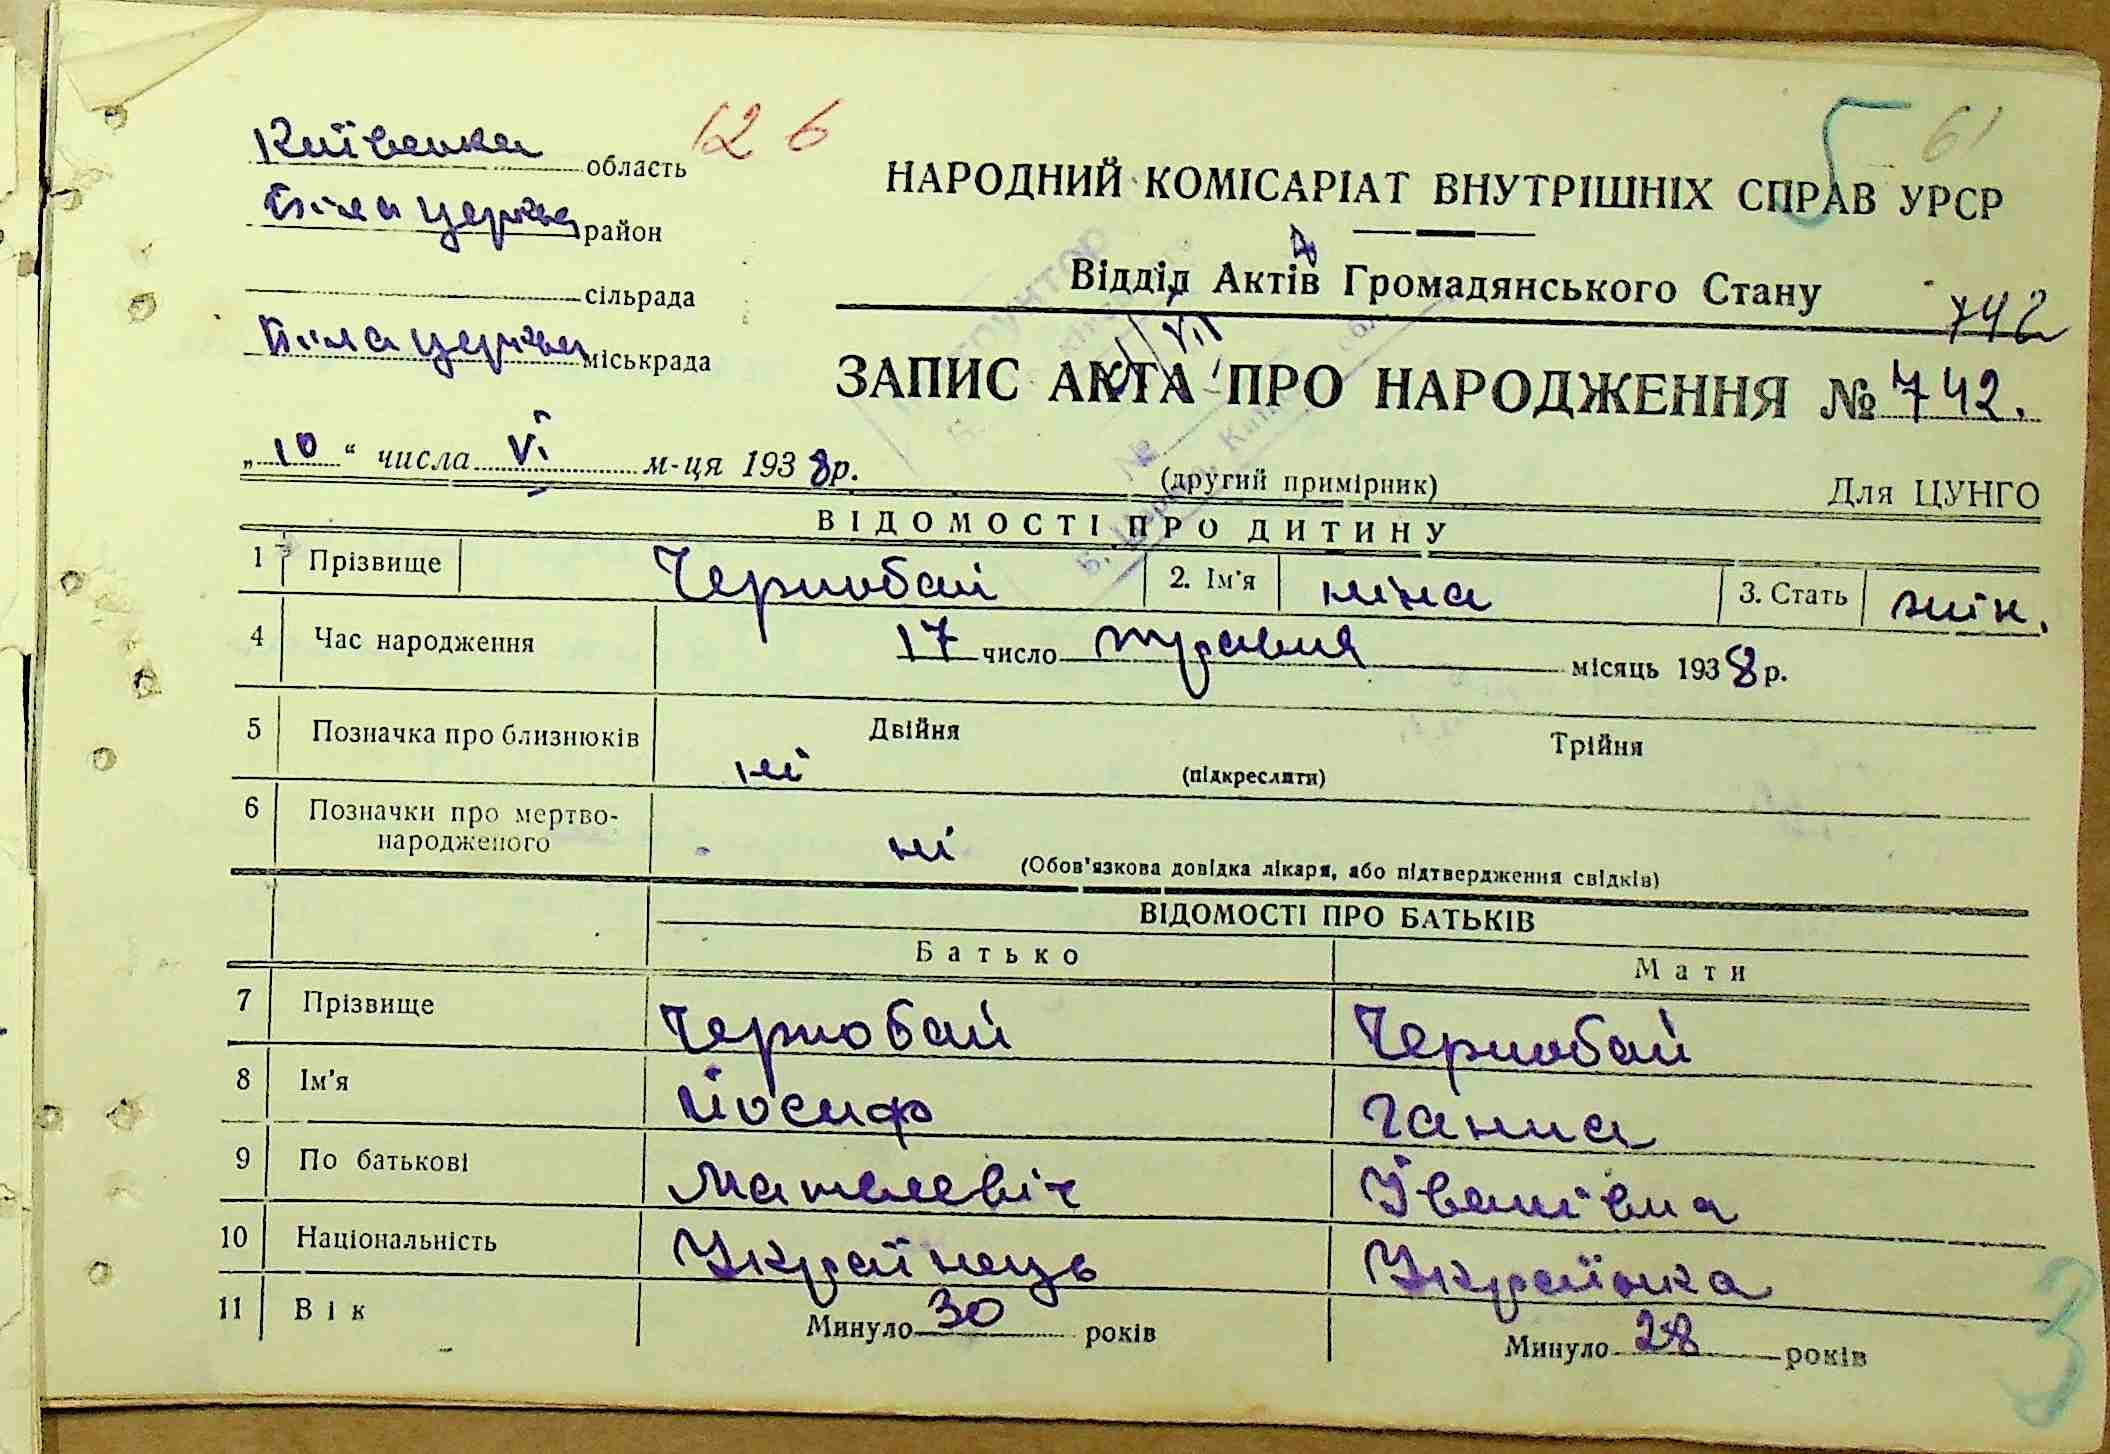 Київська область 126
Біла церква район
сільрада
Біла церква міськрада
5 61
НАРОДНИЙ КОМІСАРІАТ ВНУТРІШНІХ СПРАВ УРСР
Відділ Актів Громадянського Стану
742
ЗАПИС АКТА ПРО НАРОДЖЕННЯ № 742.
„10“ числа VI м-ця 1938р.
(другий примірник) Для ЦУНГО
ВІДОМОСТІ ПРО ДИТИНУ
1 Прізвище Чернобай 2. Ім'я ніна 3. Стать жін.
4 Час народження 17 число травня місяць 1938р.
5 Позначка про близнюків Двійня Трійня
ні (підкреслити)
6 Позначки про мертво-
народженого ні (Обов'язкова довідка лікаря, або підтвердження свідків)
ВІДОМОСТІ ПРО БАТЬКІВ
Батько Мати
7 Прізвище Чернобай Чернобай
8 Ім'я Йосиф Ганна
9 По батькові Івані́вна
10 Національність Українець Українка
11 Вік Минуло 30 років Минуло 28 років
3